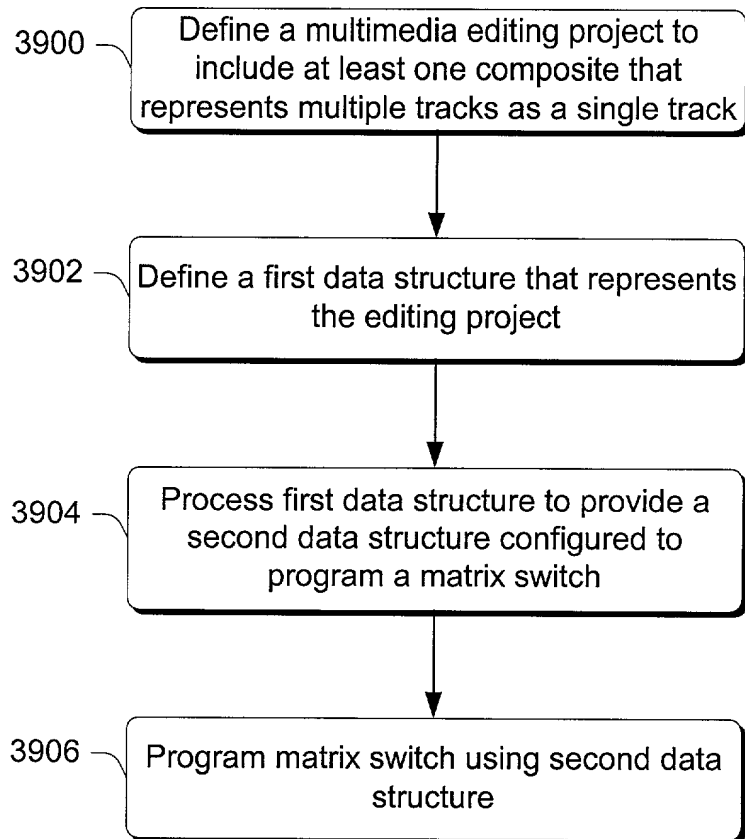 3900
Define a multimedia editing project to
include at least one composite that
represents multiple tracks as a single track
3902
Define a first data structure that represents
the editing project
3904
Process first data structure to provide a
second data structure configured to
program a matrix switch
3906
Program matrix switch using second data
structure